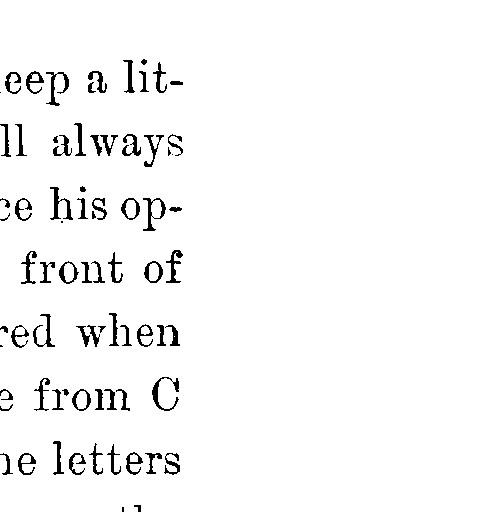 eep a lit-
ll always
ce his op-
front of
red when
e from C
ne letters